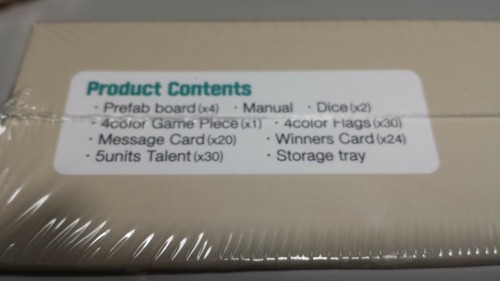 Product Contents
· Prefab board (x4) · Manual · Dice (x2)
· 4color Game Piece (x1) · 4color Flags (x30)
· Message Card (x20) · Winners Card (x24)
· 5units Talent (x30) · Storage tray